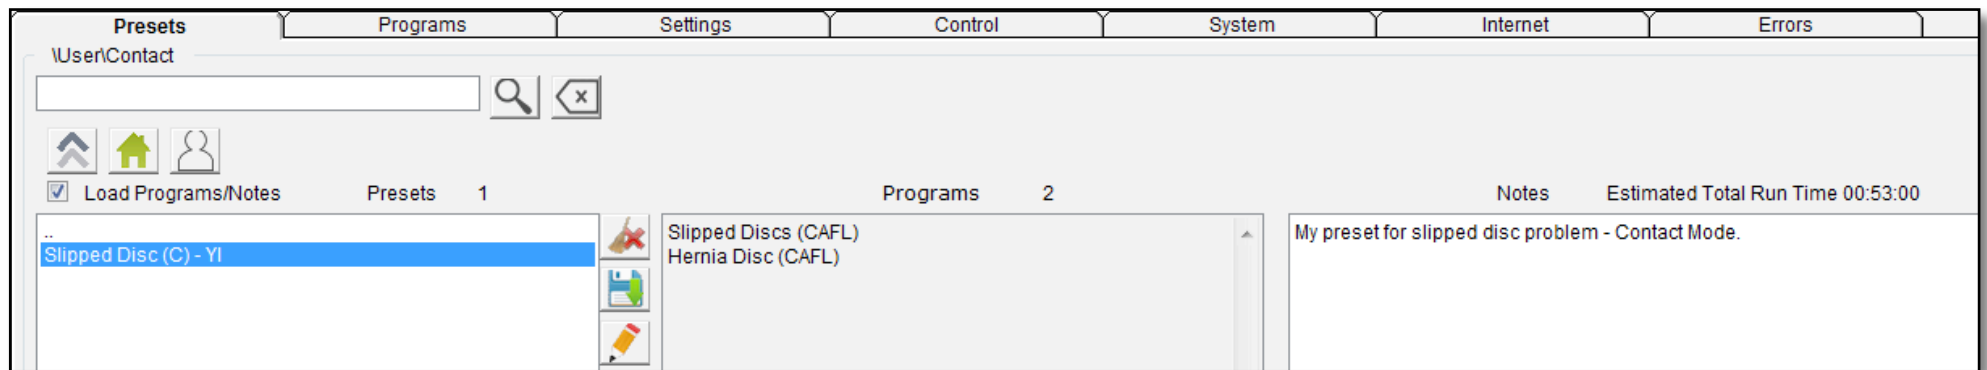 Presets Programs Settings Control System Internet Errors
\User\Contact
Load Programs/Notes Presets 1 Programs 2 Notes Estimated Total Run Time 00:53:00
..
Slipped Disc (C) - YI
Slipped Discs (CAFL)
Hernia Disc (CAFL)
My preset for slipped disc problem - Contact Mode.